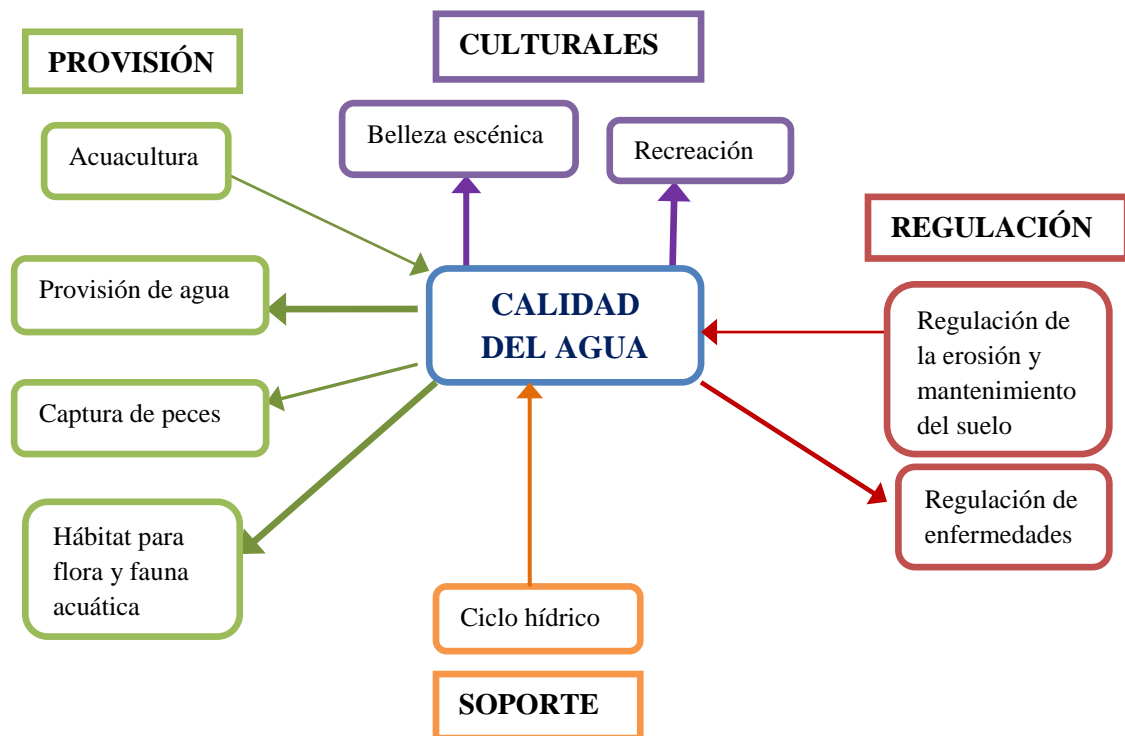 PROVISIÓN
CULTURALES
Acuacultura
Belleza escénica
Recreación
REGULACIÓN
Provisión de agua
CALIDAD
DEL AGUA
Regulación de
la erosión y
mantenimiento
del suelo
Captura de peces
Regulación de
enfermedades
Hábitat para
flora y fauna
acuática
Ciclo hídrico
SOPORTE